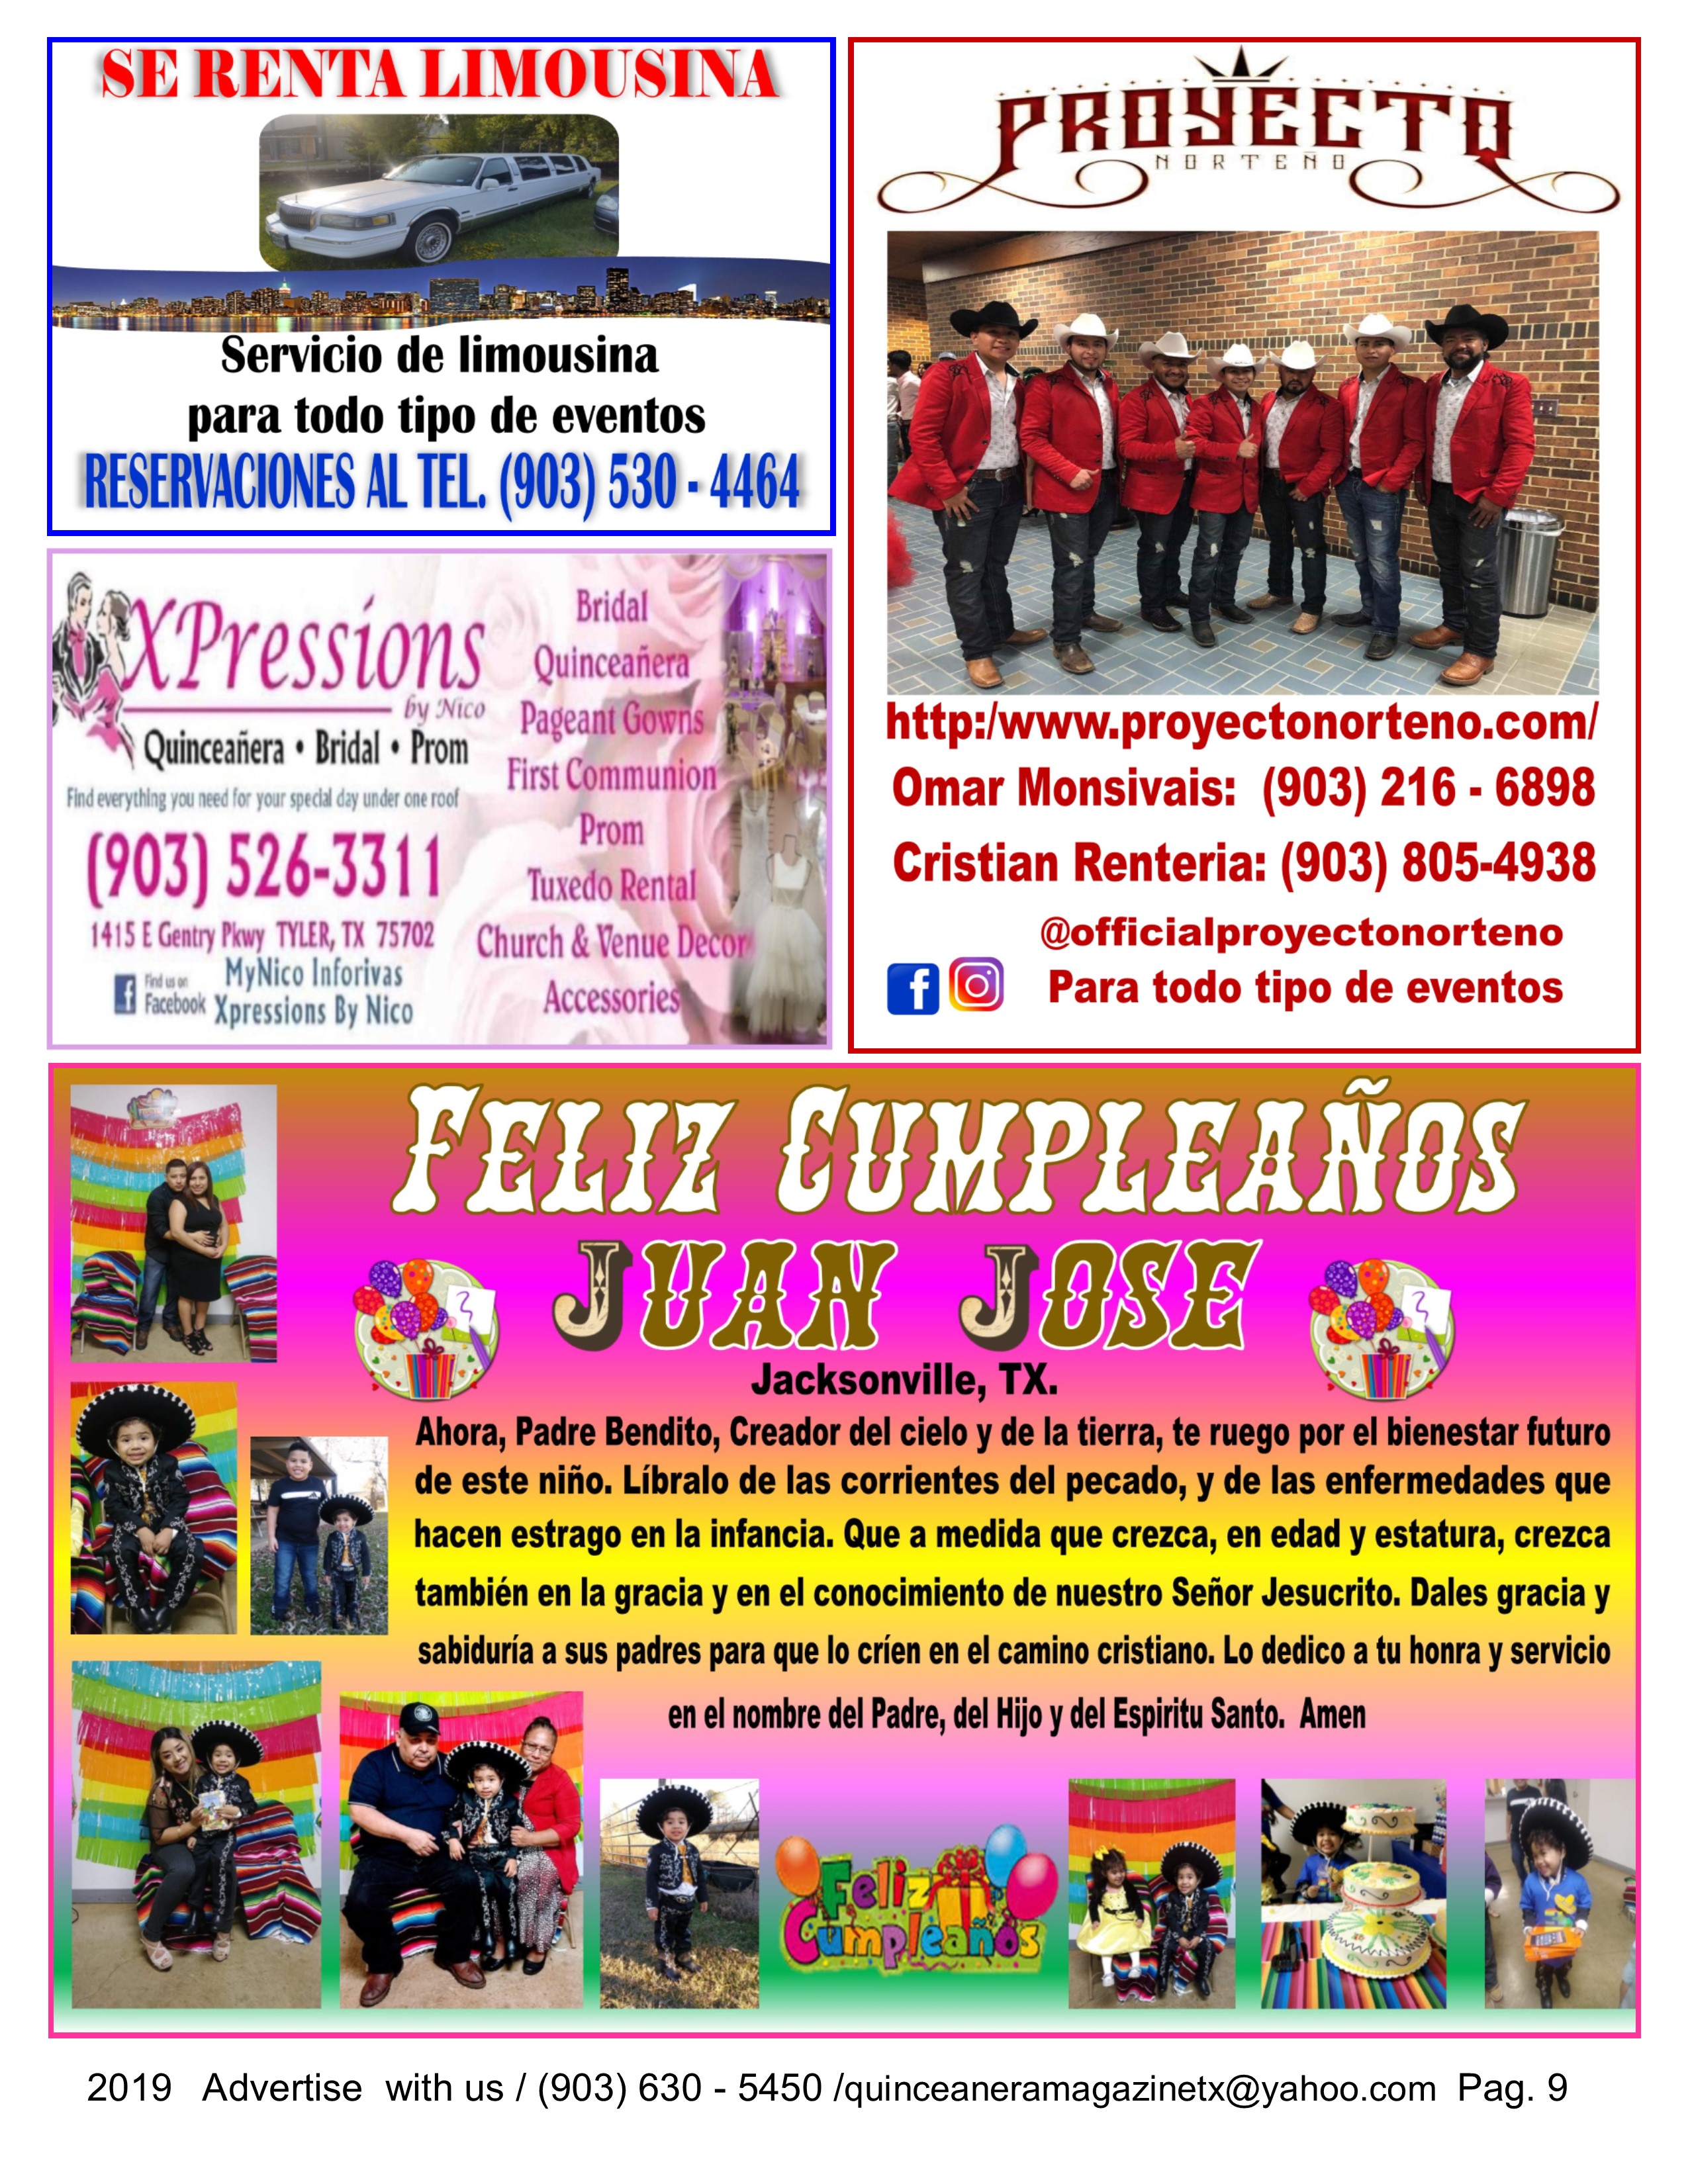 SE RENTA LIMOUSINA
Servicio de limousina
para todo tipo de eventos
RESERVACIONES AL TEL. (903) 530 - 4464
XPressions
by Nico
Quinceañera • Bridal • Prom
Find everything you need for your special day under one roof
(903) 526-3311
1415 E Gentry Pkwy TYLER, TX 75702
Find us on
Facebook
MyNico Inforivas
Xpressions By Nico
Bridal
Quinceañera
Pageant Gowns
First Communion
Prom
Tuxedo Rental
Church & Venue Decor
Accessories
PROYECTO
NORTEÑO
http:/www.proyectonorteno.com/
Omar Monsivais: (903) 216 - 6898
Cristian Renteria: (903) 805-4938
@officialproyectonorteno
Para todo tipo de eventos
FELIZ CUMPLEAÑOS
JUAN JOSE
Jacksonville, TX.
Ahora, Padre Bendito, Creador del cielo y de la tierra, te ruego por el bienestar futuro
de este niño. Líbralo de las corrientes del pecado, y de las enfermedades que
hacen estrago en la infancia. Que a medida que crezca, en edad y estatura, crezca
también en la gracia y en el conocimiento de nuestro Señor Jesucrito. Dales gracia y
sabiduría a sus padres para que lo críen en el camino cristiano. Lo dedico a tu honra y servicio
en el nombre del Padre, del Hijo y del Espiritu Santo. Amen
Feliz
Cumpleaños
2019 Advertise with us / (903) 630 - 5450 /quinceaneramagazinetx@yahoo.com Pag. 9